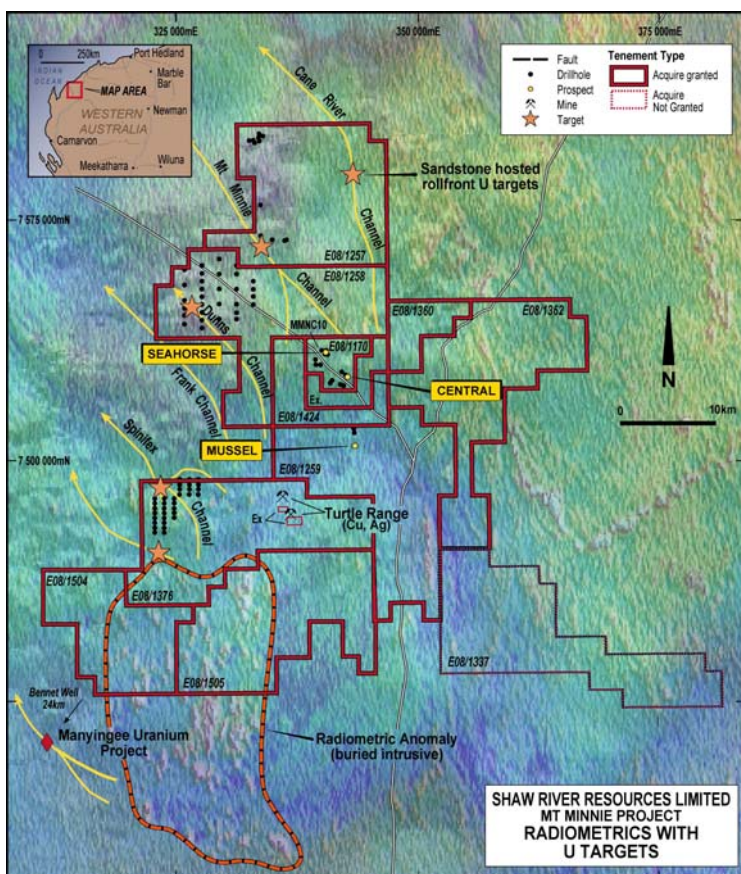 325 000mE
350 000mE
375 000mE
0 250km
INDIAN
OCEAN
Port Hedland
Marble
Bar
MAP AREA
Newman
WESTERN
AUSTRALIA
Carnarvon
Meekatharra
Wiluna
Fault
Drillhole
Prospect
Mine
Target
Tenement Type
Acquire granted
Acquire
Not Granted
Cane River Channel
Mt Minnie Channel
Sandstone hosted
rollfront U targets
7 575 000mN
E08/1257
E08/1258
MMNC10
E08/1360
E08/1362
Dunns Channel
E08/1170
SEAHORSE
CENTRAL
Ex.
Frank Channel
E08/1424
N
0 10km
MUSSEL
7 500 000mN
E08/1259
Spinifex Channel
Turtle Range
(Cu, Ag)
Ex
E08/1504
E08/1376
E08/1505
E08/1337
Bennet Well
24km
Manyingee Uranium
Project
Radiometric Anomaly
(buried intrusive)
SHAW RIVER RESOURCES LIMITED
MT MINNIE PROJECT
RADIOMETRICS WITH
U TARGETS